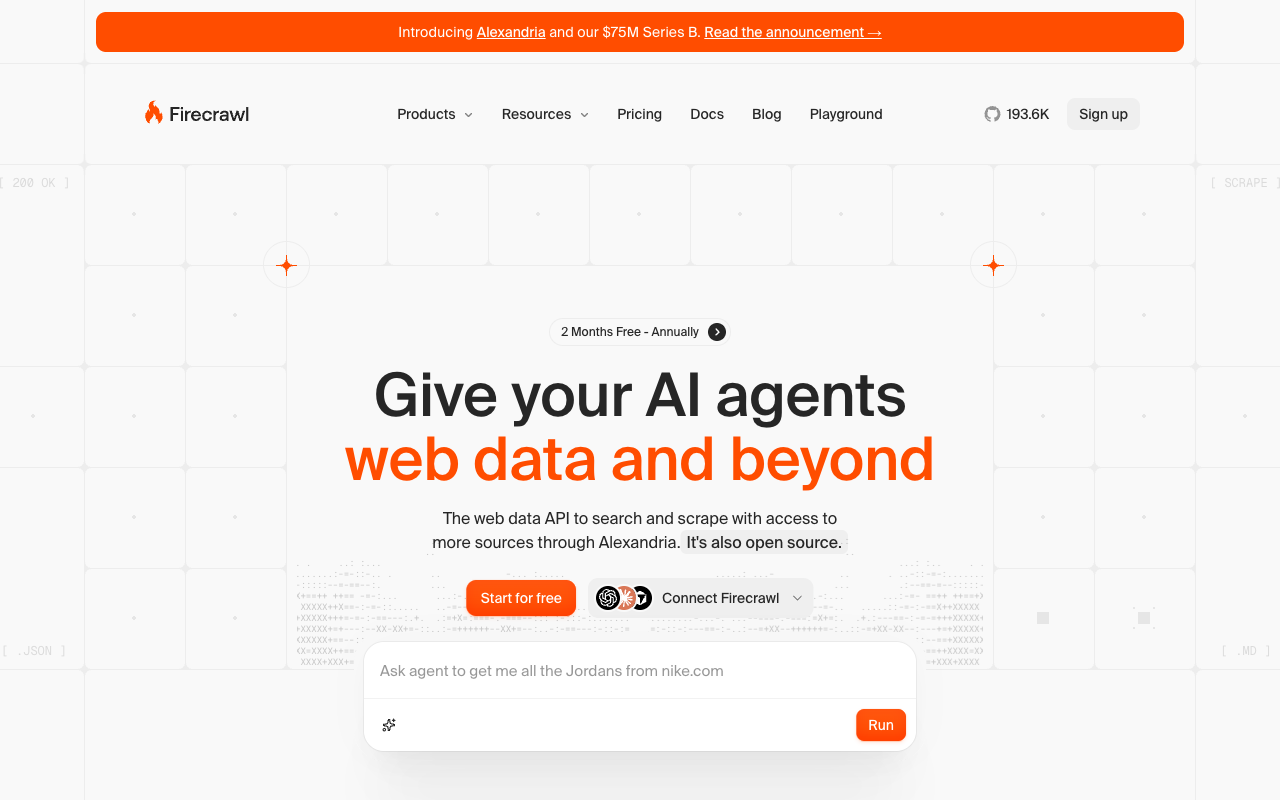 Introducing Alexandria and our $75M Series B. Read the announcement →
Firecrawl
Products
Resources
Pricing
Docs
Blog
Playground
193.6K
Sign up
[ 200 OK ]
[ SCRAPE ]
2 Months Free - Annually
Give your AI agents
web data and beyond
The web data API to search and scrape with access to
more sources through Alexandria. It's also open source.
Start for free
Connect Firecrawl
[ .JSON ]
[ .MD ]
Ask agent to get me all the Jordans from nike.com
Run